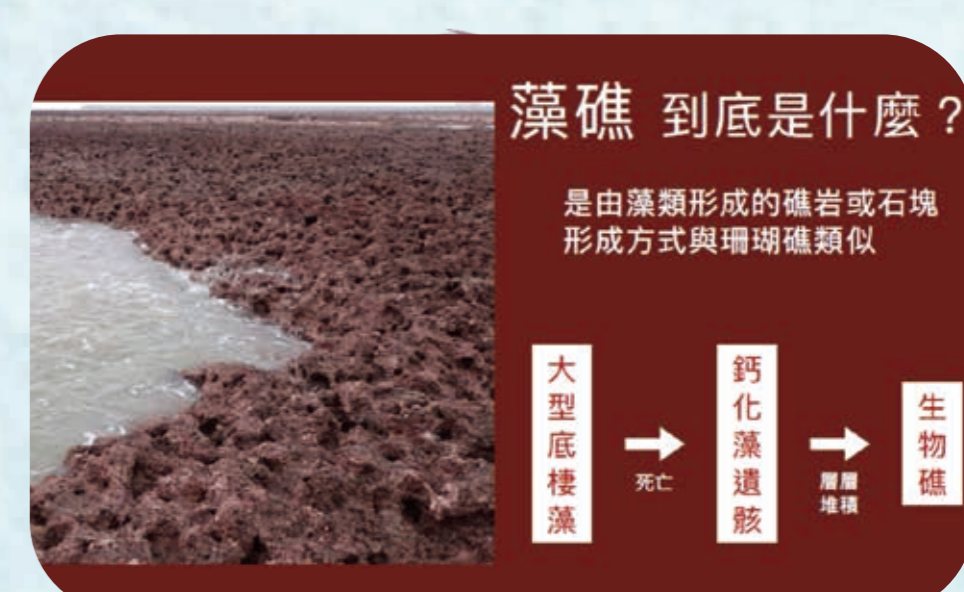 藻礁 到底是什麼？
是由藻類形成的礁岩或石塊
形成方式與珊瑚礁類似
大型底棲藻
死亡
鈣化藻遺骸
層層
堆積
生物礁